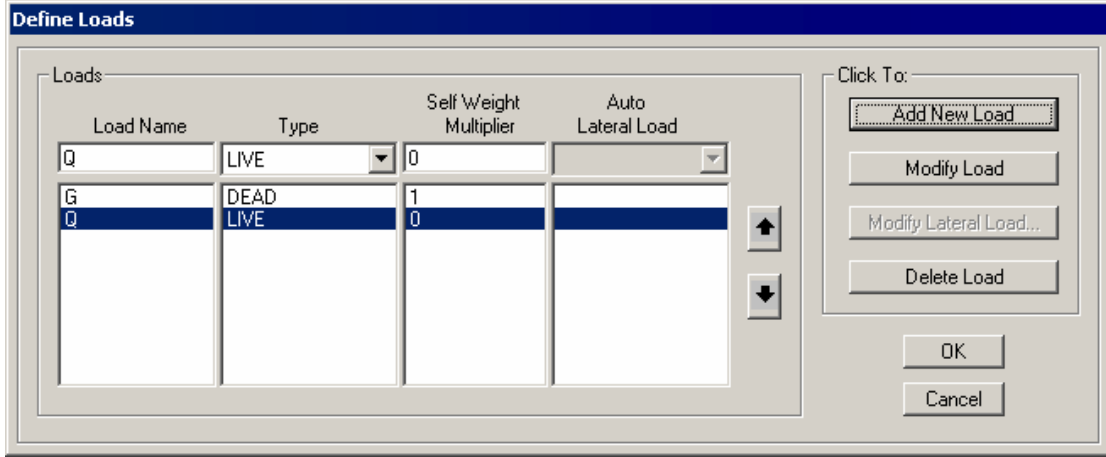 Define Loads
Loads
Click To:
Self Weight Auto
Load Name Type Multiplier Lateral Load
Add New Load
Q LIVE 0
Modify Load
G DEAD 1
Q LIVE 0
Modify Lateral Load...
Delete Load
OK
Cancel